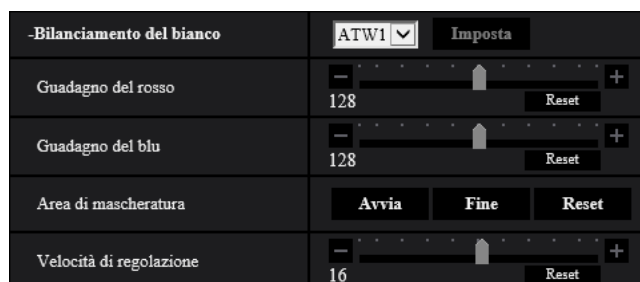 -Bilanciamento del bianco ATW1 Imposta
Guadagno del rosso − +
128 Reset
Guadagno del blu − +
128 Reset
Area di mascheratura Avvia Fine Reset
Velocità di regolazione − +
16 Reset